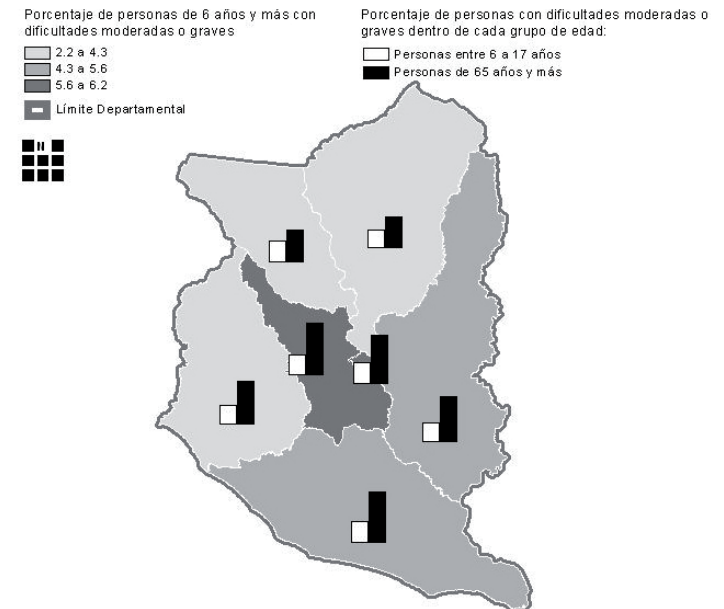 Porcentaje de personas de 6 años y más con
dificultades moderadas o graves
2.2 a 4.3
4.3 a 5.6
5.6 a 6.2
Límite Departamental
N
Porcentaje de personas con dificultades moderadas o
graves dentro de cada grupo de edad:
Personas entre 6 a 17 años
Personas de 65 años y más